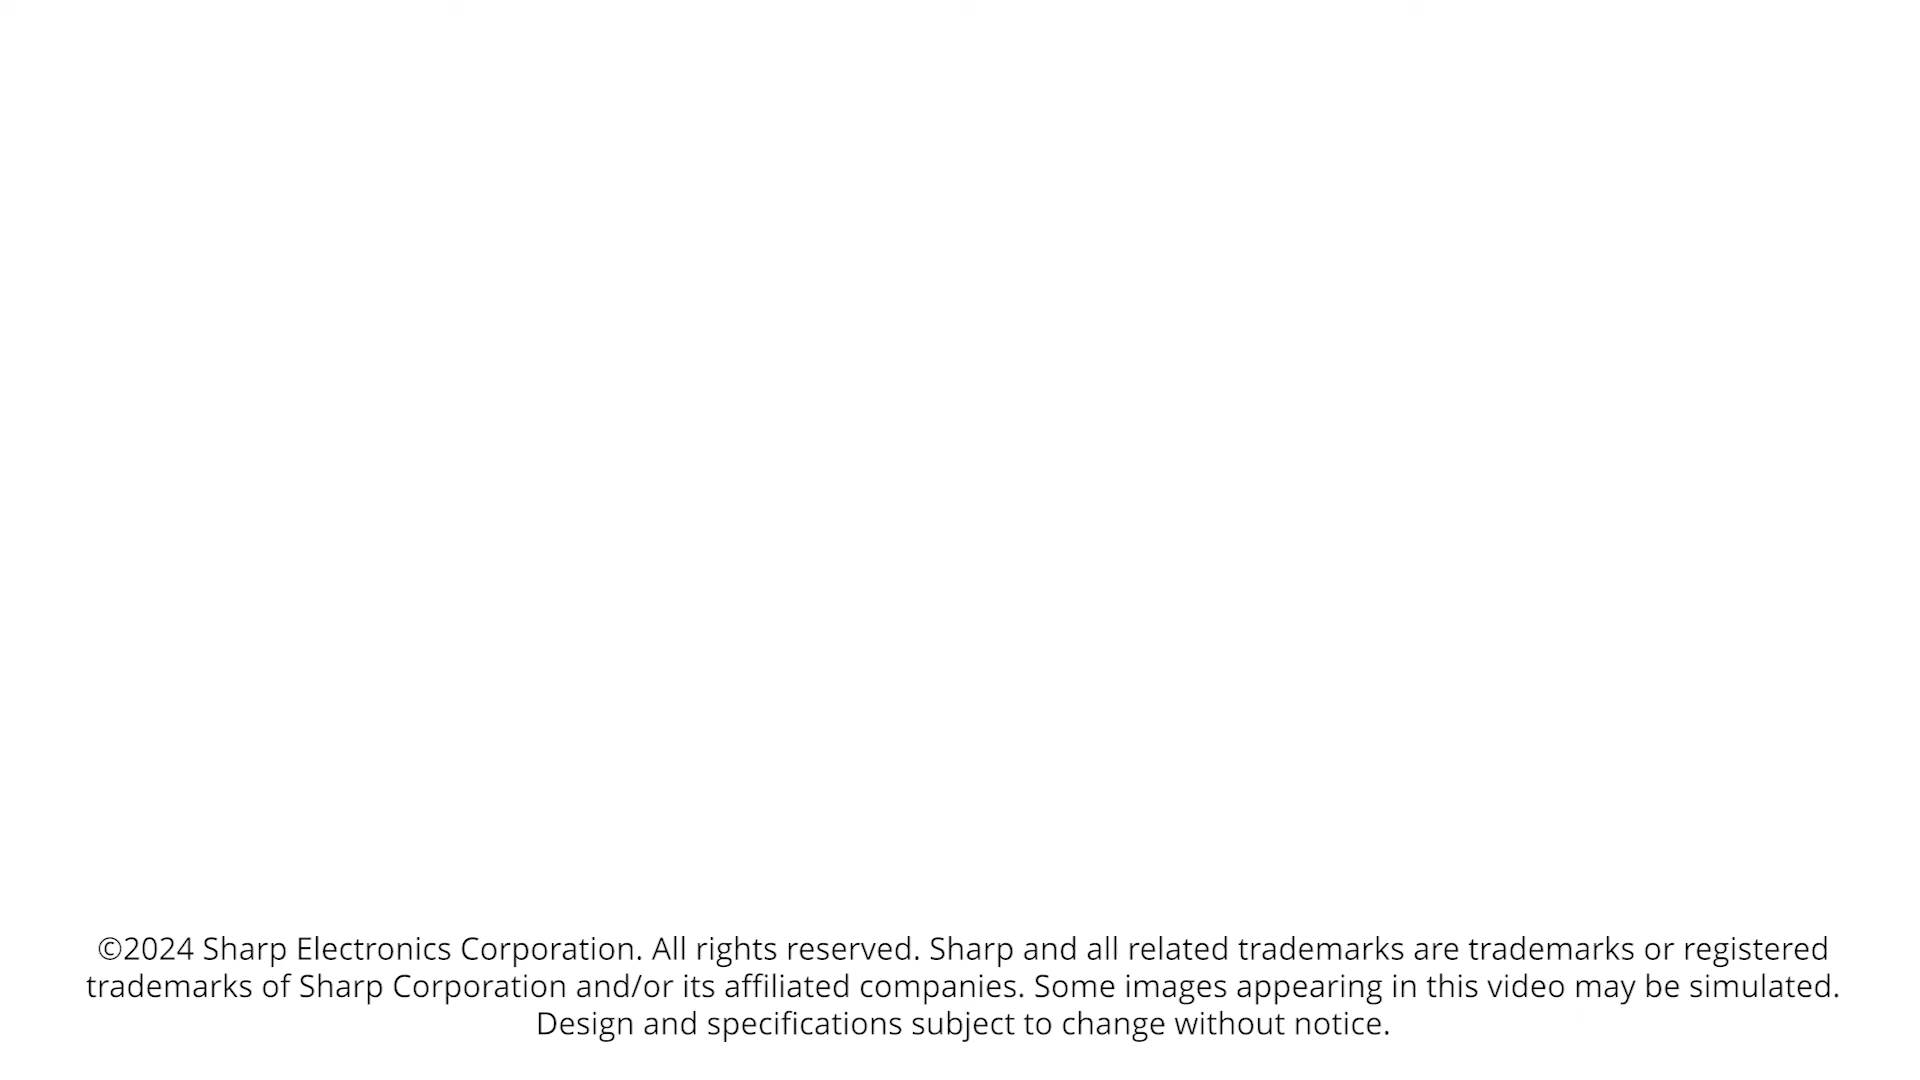 ©2024 Sharp Electronics Corporation. All rights reserved. Sharp and all related trademarks are trademarks or registered
trademarks of Sharp Corporation and/or its affiliated companies. Some images appearing in this video may be simulated.
Design and specifications subject to change without notice.